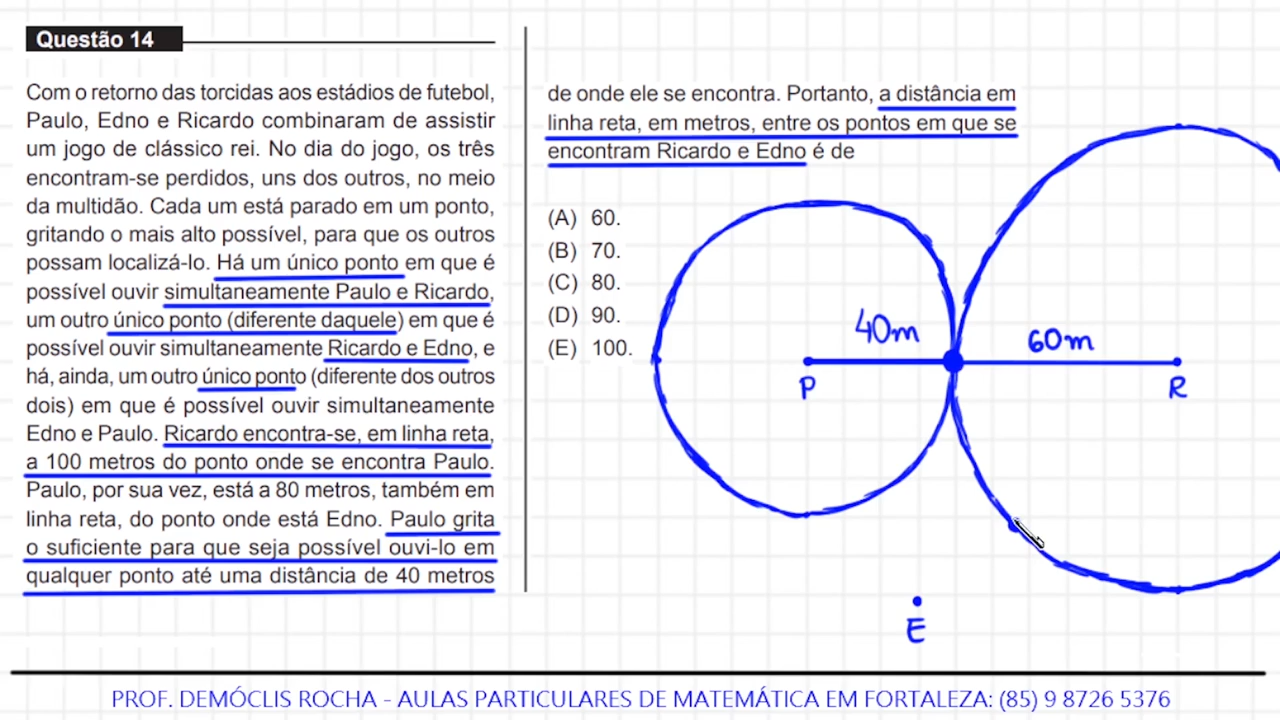 Questão 14
Com o retorno das torcidas aos estádios de futebol,
Paulo, Edno e Ricardo combinaram de assistir
um jogo de clássico rei. No dia do jogo, os três
encontram-se perdidos, uns dos outros, no meio
da multidão. Cada um está parado em um ponto,
gritando o mais alto possível, para que os outros
possam localizá-lo. Há um único ponto em que é
possível ouvir simultaneamente Paulo e Ricardo,
um outro único ponto (diferente daquele) em que é
possível ouvir simultaneamente Ricardo e Edno, e
há, ainda, um outro único ponto (diferente dos outros
dois) em que é possível ouvir simultaneamente
Edno e Paulo. Ricardo encontra-se, em linha reta,
a 100 metros do ponto onde se encontra Paulo.
Paulo, por sua vez, está a 80 metros, também em
linha reta, do ponto onde está Edno. Paulo grita
o suficiente para que seja possível ouvi-lo em
qualquer ponto até uma distância de 40 metros
de onde ele se encontra. Portanto, a distância em
linha reta, em metros, entre os pontos em que se
encontram Ricardo e Edno é de
(A) 60.
(B) 70.
(C) 80.
(D) 90.
(E) 100.
40m
60m
P
R
E
PROF. DEMÓCLIS ROCHA - AULAS PARTICULARES DE MATEMÁTICA EM FORTALEZA: (85) 9 8726 5376